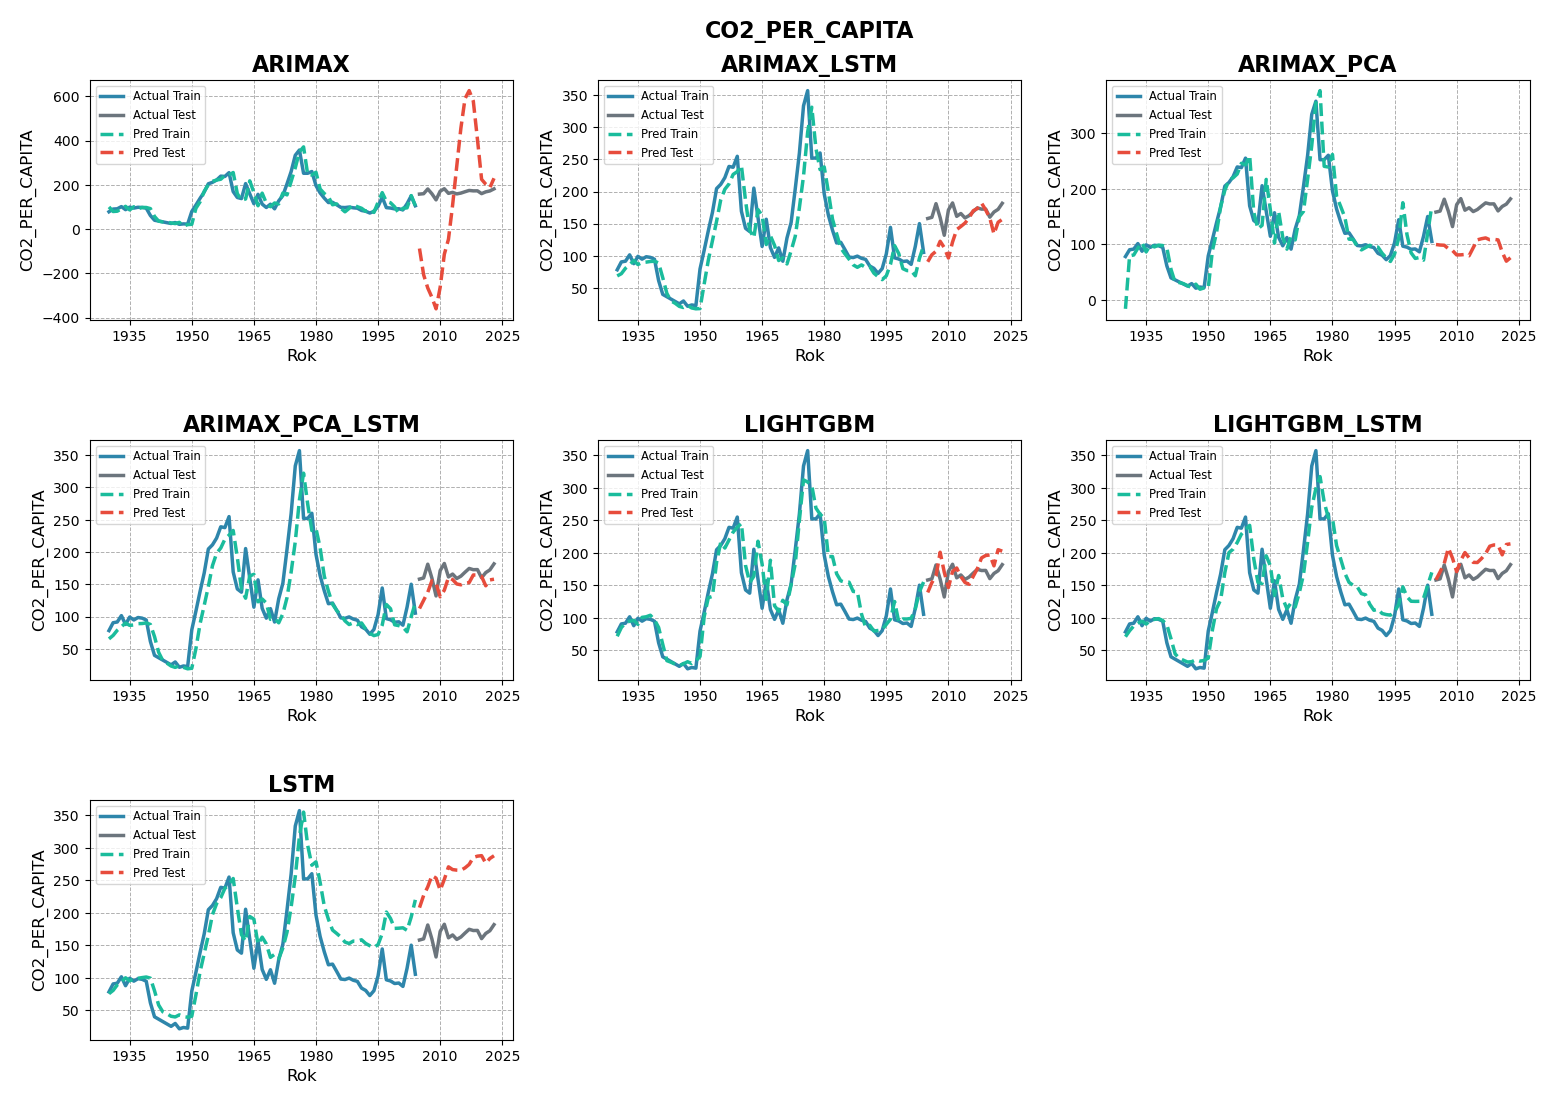 CO2_PER_CAPITA
ARIMAX
CO2_PER_CAPITA
600
400
200
0
−200
−400
Actual Train
Actual Test
Pred Train
Pred Test
1935 1950 1965 1980 1995 2010 2025
Rok
ARIMAX_LSTM
CO2_PER_CAPITA
350
300
250
200
150
100
50
Actual Train
Actual Test
Pred Train
Pred Test
1935 1950 1965 1980 1995 2010 2025
Rok
ARIMAX_PCA
CO2_PER_CAPITA
300
200
100
0
Actual Train
Actual Test
Pred Train
Pred Test
1935 1950 1965 1980 1995 2010 2025
Rok
ARIMAX_PCA_LSTM
CO2_PER_CAPITA
350
300
250
200
150
100
50
Actual Train
Actual Test
Pred Train
Pred Test
1935 1950 1965 1980 1995 2010 2025
Rok
LIGHTGBM
CO2_PER_CAPITA
350
300
250
200
150
100
50
Actual Train
Actual Test
Pred Train
Pred Test
1935 1950 1965 1980 1995 2010 2025
Rok
LIGHTGBM_LSTM
CO2_PER_CAPITA
350
300
250
200
150
100
50
Actual Train
Actual Test
Pred Train
Pred Test
1935 1950 1965 1980 1995 2010 2025
Rok
LSTM
CO2_PER_CAPITA
350
300
250
200
150
100
50
Actual Train
Actual Test
Pred Train
Pred Test
1935 1950 1965 1980 1995 2010 2025
Rok